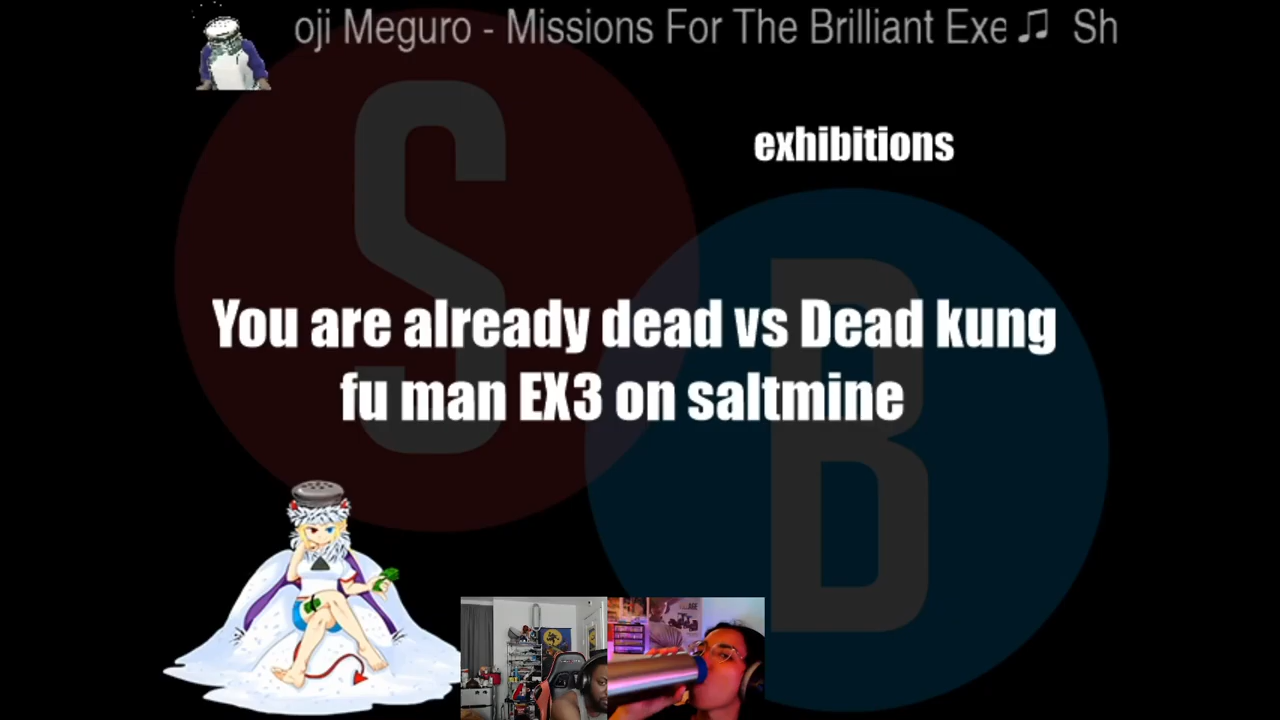 oji Meguro - Missions For The Brilliant Exe ♫ Sh
exhibitions
S
B
You are already dead vs Dead kung
fu man EX3 on saltmine